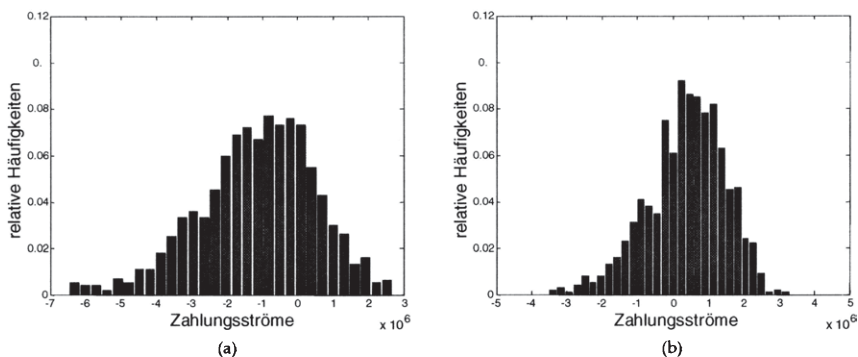 0.12
0.
0.08
0.06
0.04
0.02
0
relative Häufigkeiten
-7 -6 -5 -4 -3 -2 -1 0 1 2 3
Zahlungsströme
x 10^6
(a)
0.12
0.
0.08
0.06
0.04
0.02
0
relative Häufigkeiten
-5 -4 -3 -2 -1 0 1 2 3 4 5
Zahlungsströme
x 10^6
(b)